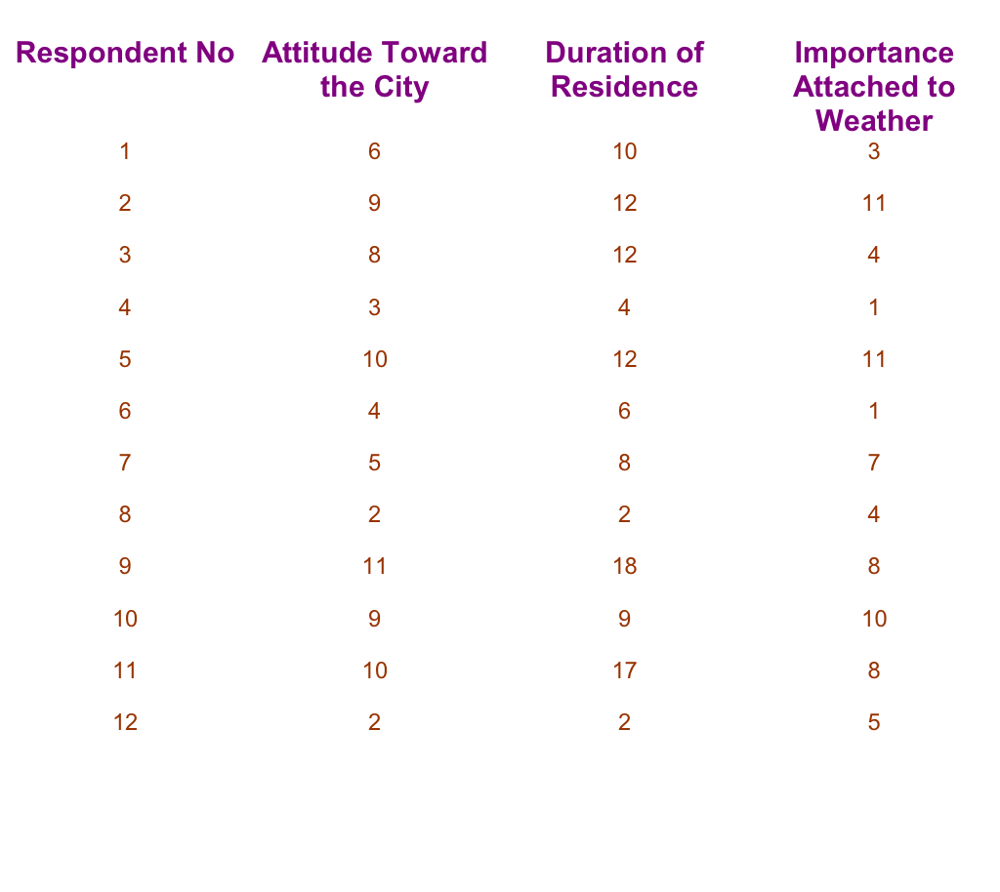 Respondent No Attitude Toward the City Duration of Residence Importance Attached to Weather
1 6 10 3
2 9 12 11
3 8 12 4
4 3 4 1
5 10 12 11
6 4 6 1
7 5 8 7
8 2 2 4
9 11 18 8
10 9 9 10
11 10 17 8
12 2 2 5